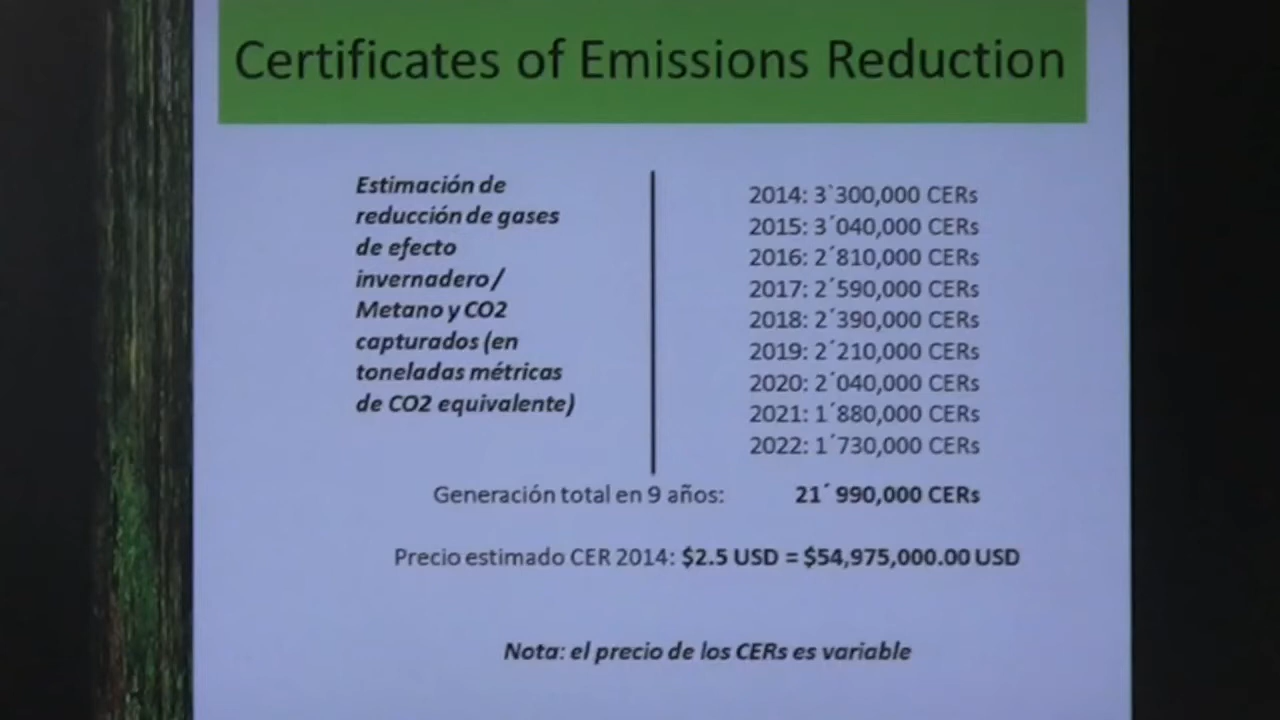 Certificates of Emissions Reduction
Estimación de
reducción de gases
de efecto
invernadero /
Metano y CO2
capturados (en
toneladas métricas
de CO2 equivalente)
2014: 3`300,000 CERs
2015: 3´040,000 CERs
2016: 2´810,000 CERs
2017: 2´590,000 CERs
2018: 2´390,000 CERs
2019: 2´210,000 CERs
2020: 2´040,000 CERs
2021: 1´880,000 CERs
2022: 1´730,000 CERs
Generación total en 9 años: 21´ 990,000 CERs
Precio estimado CER 2014: $2.5 USD = $54,975,000.00 USD
Nota: el precio de los CERs es variable